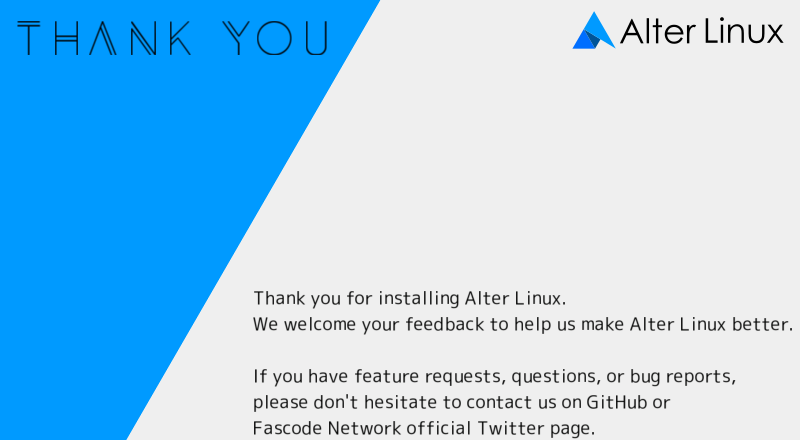 THANK YOU
Alter Linux
Thank you for installing Alter Linux.
We welcome your feedback to help us make Alter Linux better.
If you have feature requests, questions, or bug reports,
please don't hesitate to contact us on GitHub or
Fascode Network official Twitter page.